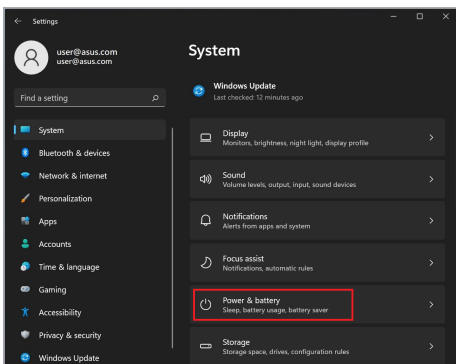 Settings
user@asus.com
user@asus.com
Find a setting
System
Bluetooth & devices
Network & internet
Personalization
Apps
Accounts
Time & language
Gaming
Accessibility
Privacy & security
Windows Update
System
Windows Update
Last checked: 12 minutes ago
Display
Monitors, brightness, night light, display profile
Sound
Volume levels, output, input, sound devices
Notifications
Alerts from apps and system
Focus assist
Notifications, automatic rules
Power & battery
Sleep, battery usage, battery saver
Storage
Storage space, drives, configuration rules